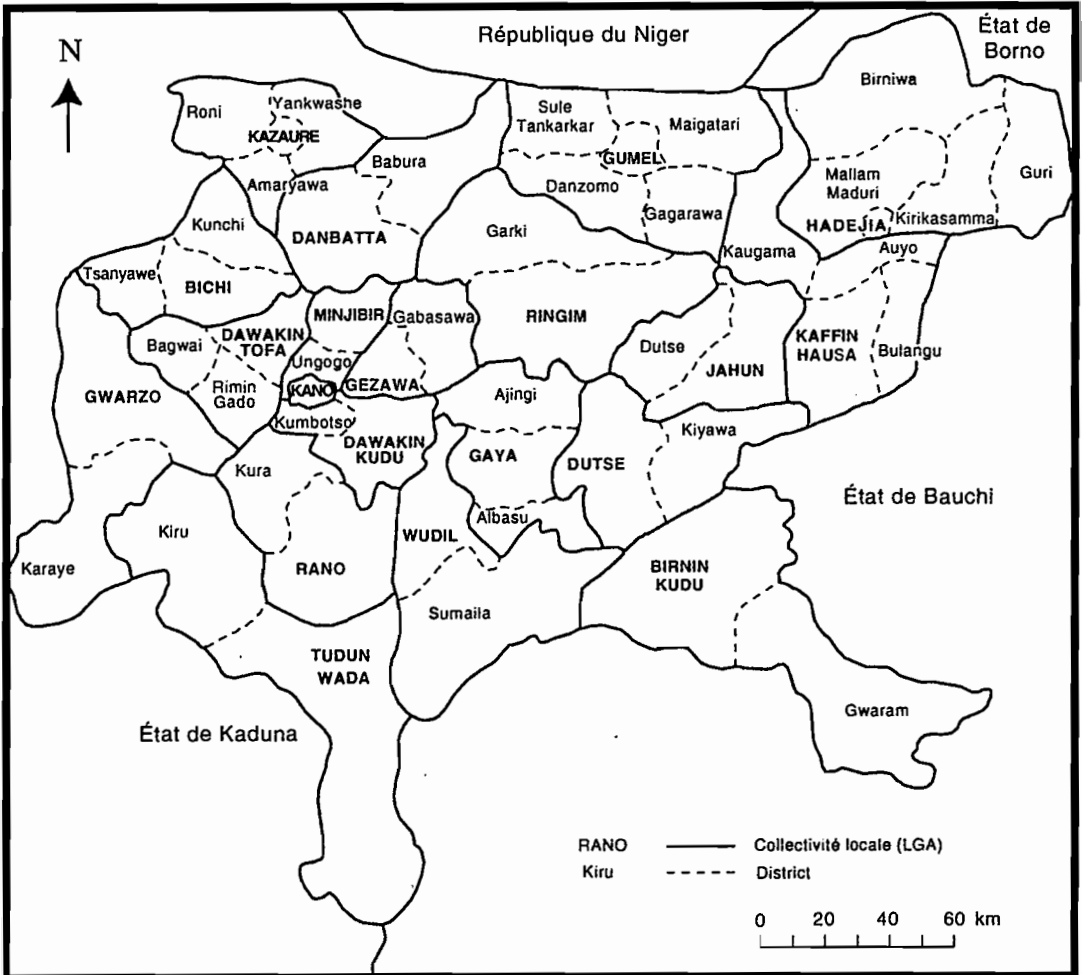 République du Niger
État de
Borno
N
Birniwa
Roni
Yankwashe
KAZAURE
Sule
Tankarkar
Maigatari
GUMEL
Babura
Amaryawa
Danzomo
Mallam
Maduri
Guri
Gagarawa
Kunchi
DANBATTA
Garki
HADEJIA
Kirikasamma
Kaugama
Auyo
Tsanyawe
BICHI
MINJIBIR
Gabasawa
RINGIM
DAWAKIN
TOFA
Bagwai
KAFFIN
HAUSA
Dutse
Bulangu
Ungogo
JAHUN
GWARZO
Rimin
Gado
KANO
GEZAWA
Ajingi
Kumbotso
DAWAKIN
KUDU
Kiyawa
GAYA
DUTSE
Kura
État de Bauchi
Albasu
Kiru
WUDIL
Karaye
RANO
BIRNIN
KUDU
Sumaila
TUDUN
WADA
Gwaram
État de Kaduna
RANO Collectivité locale (LGA)
Kiru District
0 20 40 60 km